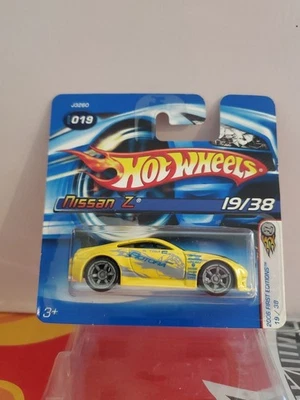 J3260
019
HOT WHEELS
Nissan Z
19/38
2006 FIRST EDITIONS
19 / 38
3+